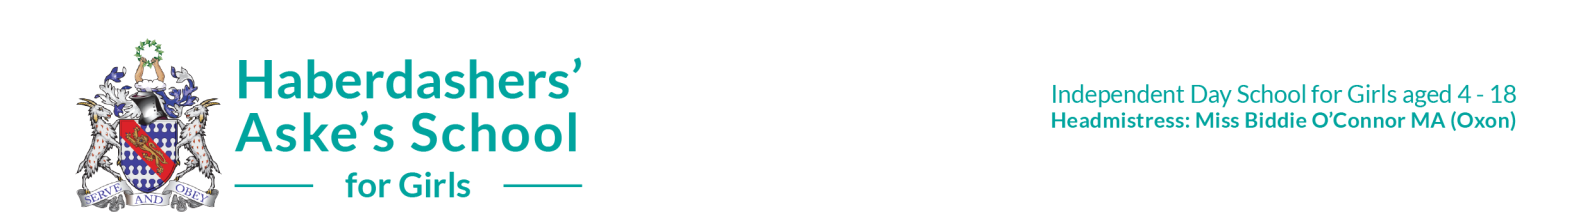 Haberdashers’
Aske’s School
for Girls
SERVE AND OBEY
Independent Day School for Girls aged 4 - 18
Headmistress: Miss Biddie O’Connor MA (Oxon)